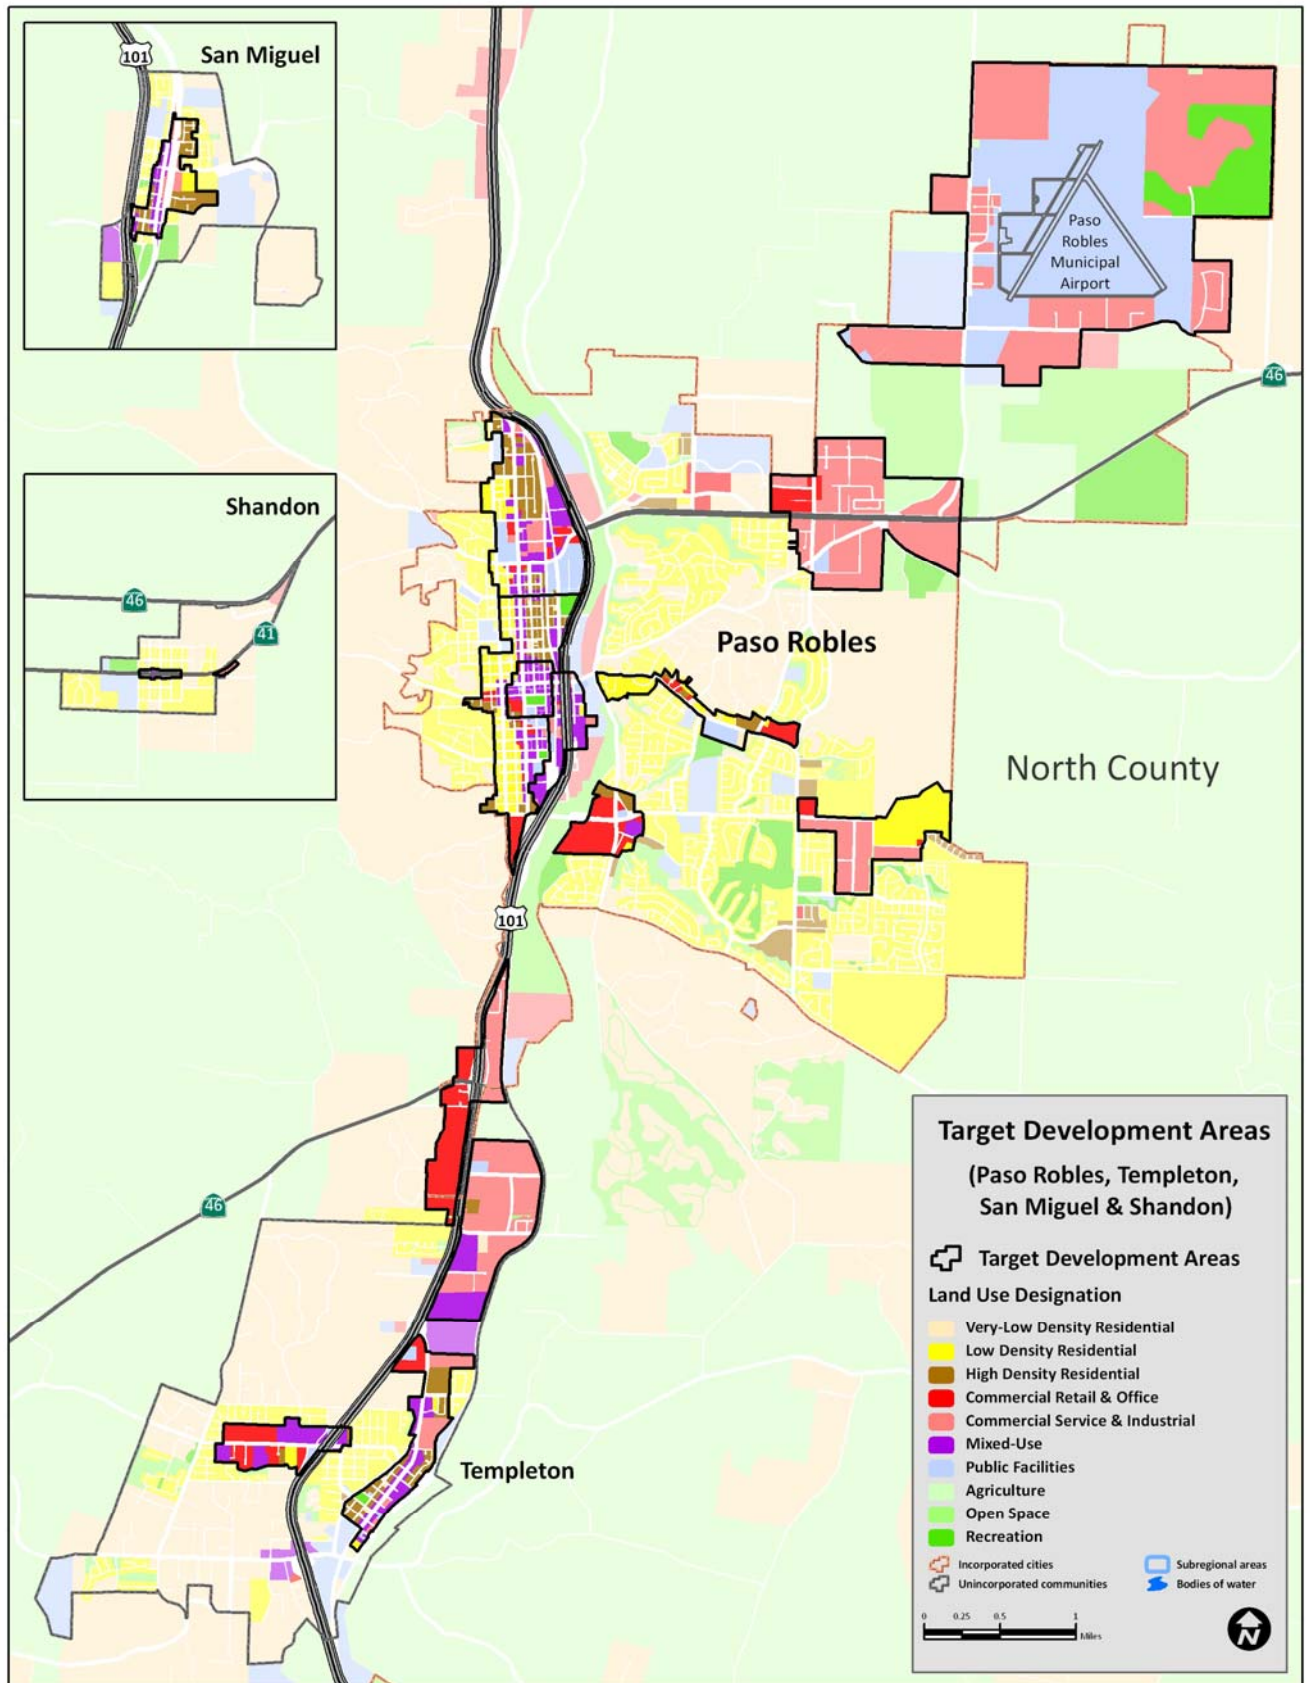 101
San Miguel
Paso
Robles
Municipal
Airport
46
Shandon
46
41
Paso Robles
North County
101
46
Templeton
Target Development Areas
(Paso Robles, Templeton,
San Miguel & Shandon)
Target Development Areas
Land Use Designation
Very-Low Density Residential
Low Density Residential
High Density Residential
Commercial Retail & Office
Commercial Service & Industrial
Mixed-Use
Public Facilities
Agriculture
Open Space
Recreation
Incorporated cities
Subregional areas
Unincorporated communities
Bodies of water
0 0.25 0.5 1
Miles
N